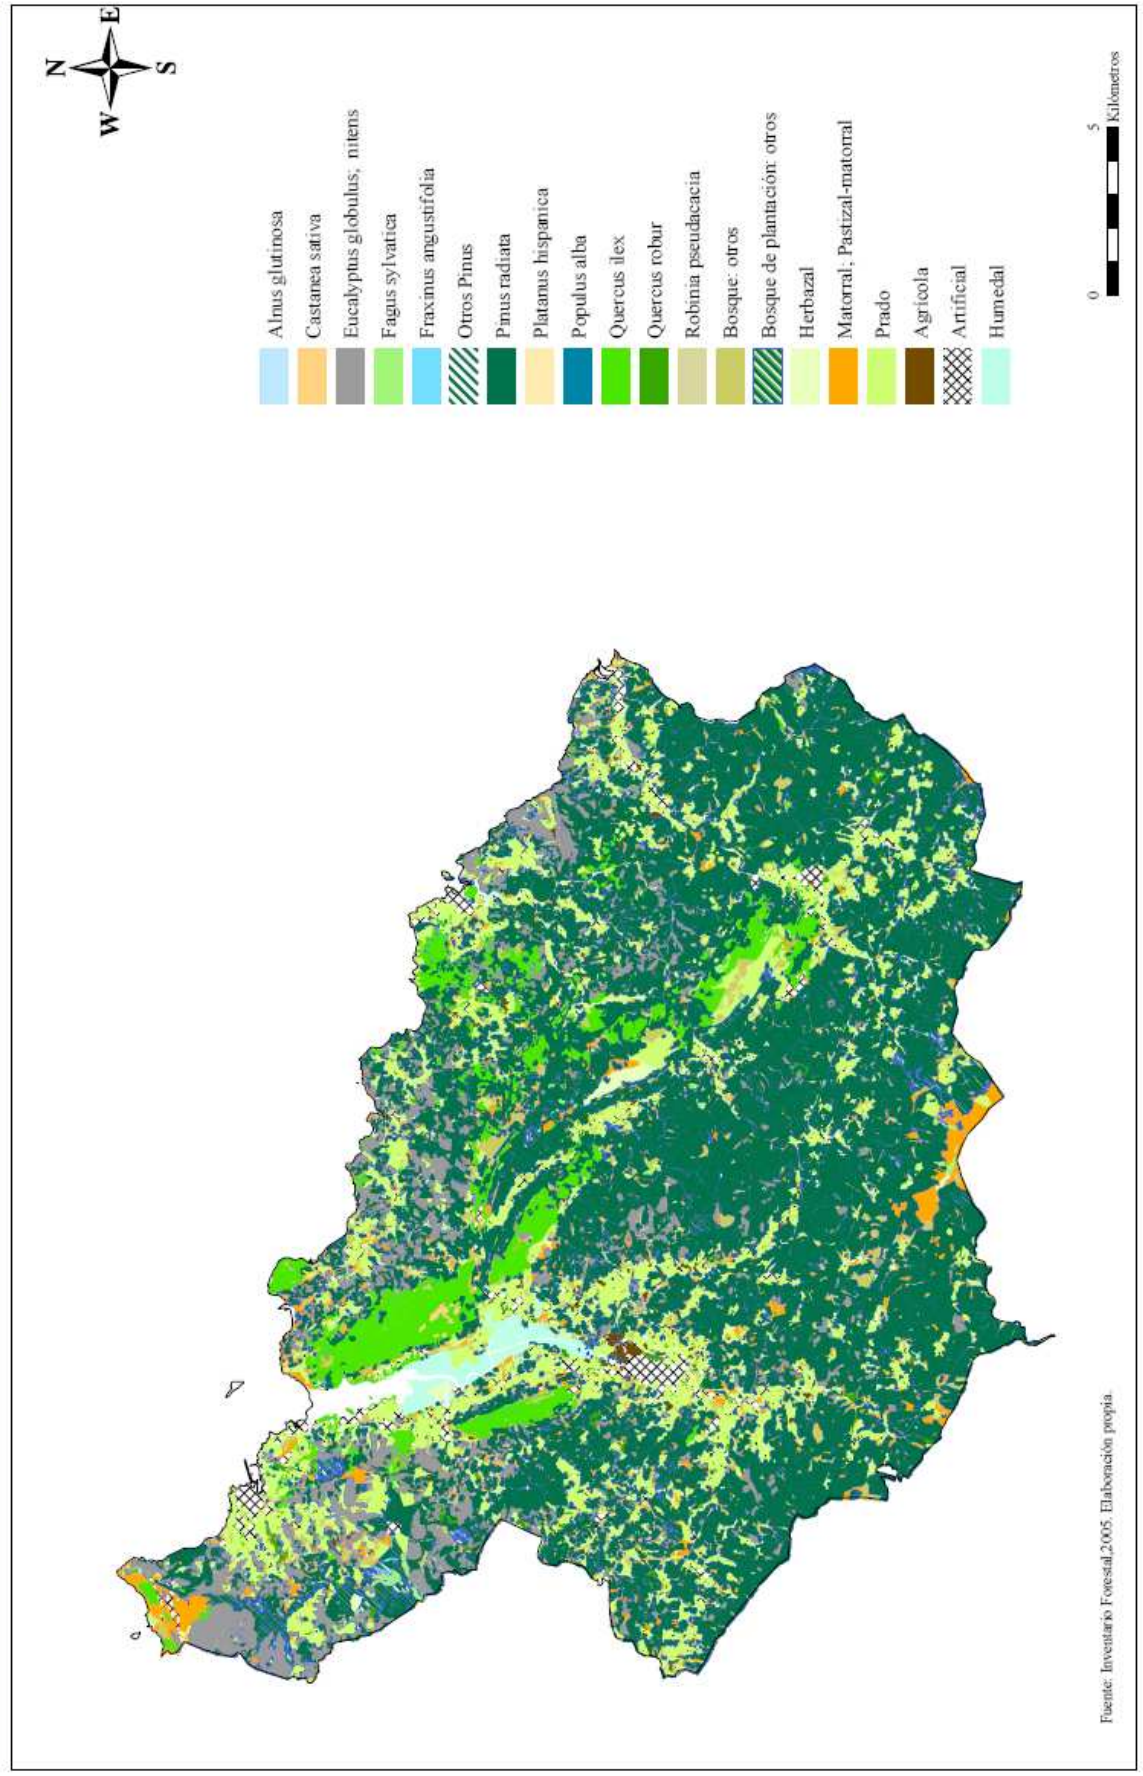 N
W
E
S
Alnus glutinosa
Castanea sativa
Eucalyptus globulus; nitens
Fagus sylvatica
Fraxinus angustifolia
Otros Pinus
Pinus radiata
Platanus hispanica
Populus alba
Quercus ilex
Quercus robur
Robinia pseudacacia
Bosque: otros
Bosque de plantación: otros
Herbazal
Matorral; Pastizal-matorral
Prado
Agrícola
Artificial
Humedal
0 5
Kilómetros
Fuente: Inventario Forestal,2005. Elaboración propia.